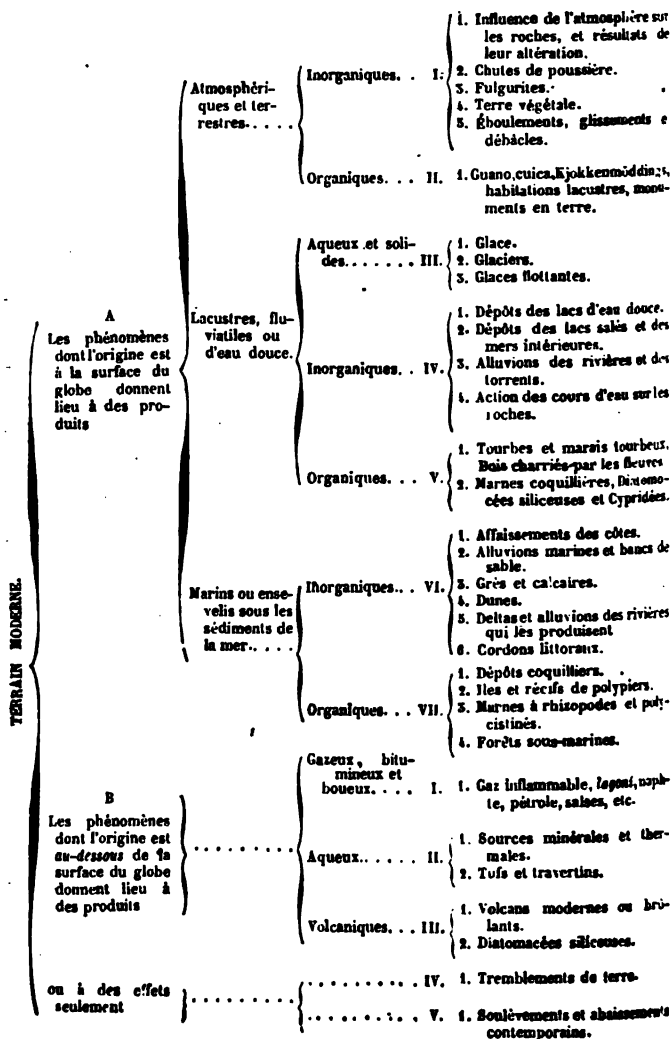 TERRAIN MODERNE.
A
Les phénomènes
dont l'origine est
à la surface du
globe donnent
lieu à des pro-
duits
Atmosphéri-
ques et ter-
restres.....
Inorganiques. . I.
1. Influence de l'atmosphère sur
les roches, et résultats de
leur altération.
2. Chutes de poussière.
3. Fulgurites.
4. Terre végétale.
5. Éboulements, glissements e
débâcles.
Organiques. . . II.
1. Guano, cuica, Kjokkenmöddings,
habitations lacustres, monu-
ments en terre.
Lacustres, flu-
viatiles ou
d'eau douce.
Aqueux et soli-
des....... III.
1. Glace.
2. Glaciers.
3. Glaces flottantes.
Inorganiques. . IV.
1. Dépôts des lacs d'eau douce.
2. Dépôts des lacs salés et des
mers intérieures.
3. Alluvions des rivières et des
torrents.
4. Action des cours d'eau sur les
roches.
Organiques. . . V.
1. Tourbes et marais tourbeux.
Bois charriés par les fleuves
2. Marnes coquillières, Diatomo-
cées siliceuses et Cypridées.
Marins ou ense-
velis sous les
sédiments de
la mer.....
Inorganiques. . VI.
1. Affaissements des côtes.
2. Alluvions marines et bancs de
sable.
3. Grès et calcaires.
4. Dunes.
5. Deltas et alluvions des rivières
qui les produisent
6. Cordons littoraux.
Organiques. . . VII.
1. Dépôts coquilliers.
2. Iles et récifs de polypiers.
3. Marnes à rhizopodes et poly-
cistinés.
4. Forêts sous-marines.
B
Les phénomènes
dont l'origine est
au-dessous de la
surface du globe
donnent lieu à
des produits
Gazeux, bitu-
mineux et
boueux..... I.
1. Gaz inflammable, lagoni, naph-
te, pétrole, salses, etc.
Aqueux...... II.
1. Sources minérales et ther-
males.
2. Tufs et travertins.
Volcaniques. . . III.
1. Volcans modernes ou brû-
lants.
2. Diatomacées siliceuses.
ou à des effets
seulement
IV. 1. Tremblements de terre.
V. 1. Soulèvements et abaissements
contemporains.